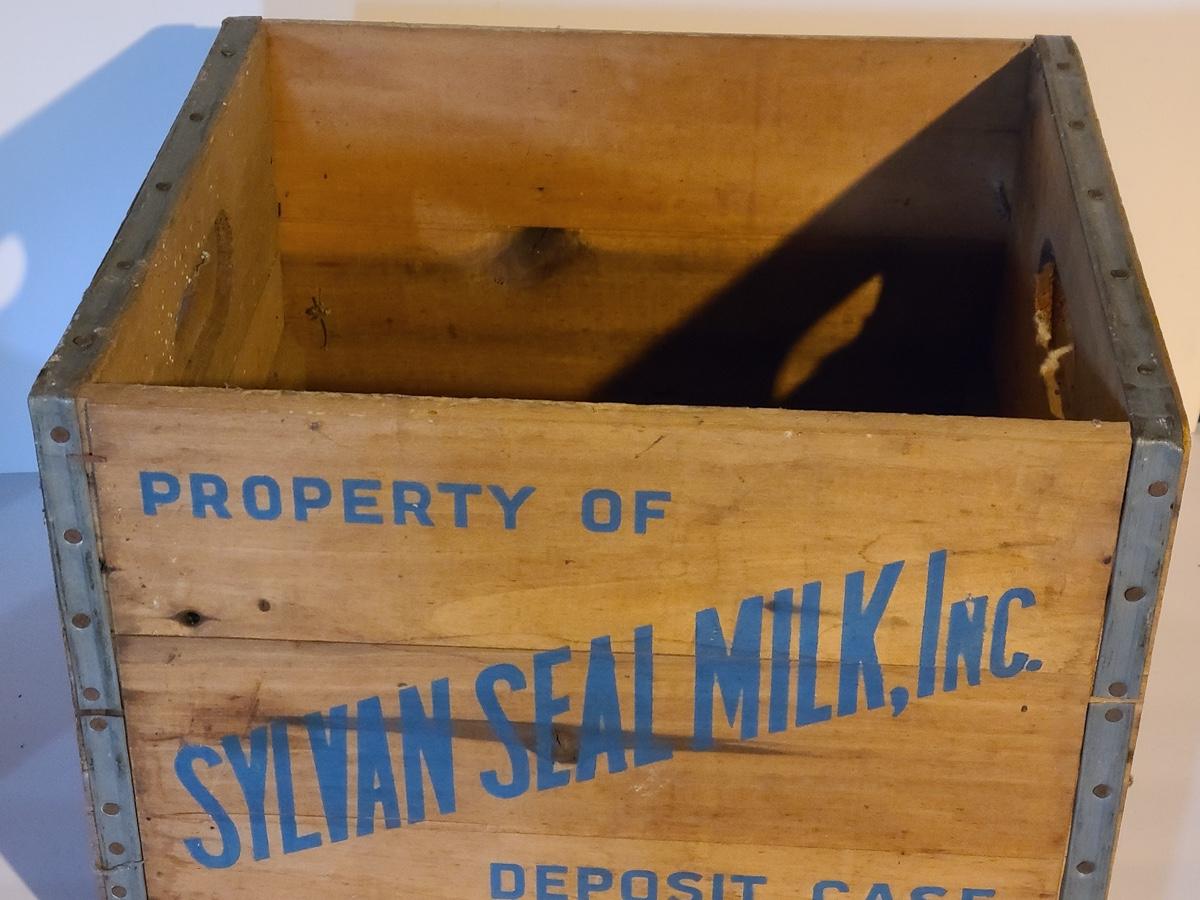 PROPERTY OF
SYLVAN SEAL MILK, INC.
DEPOSIT CASE